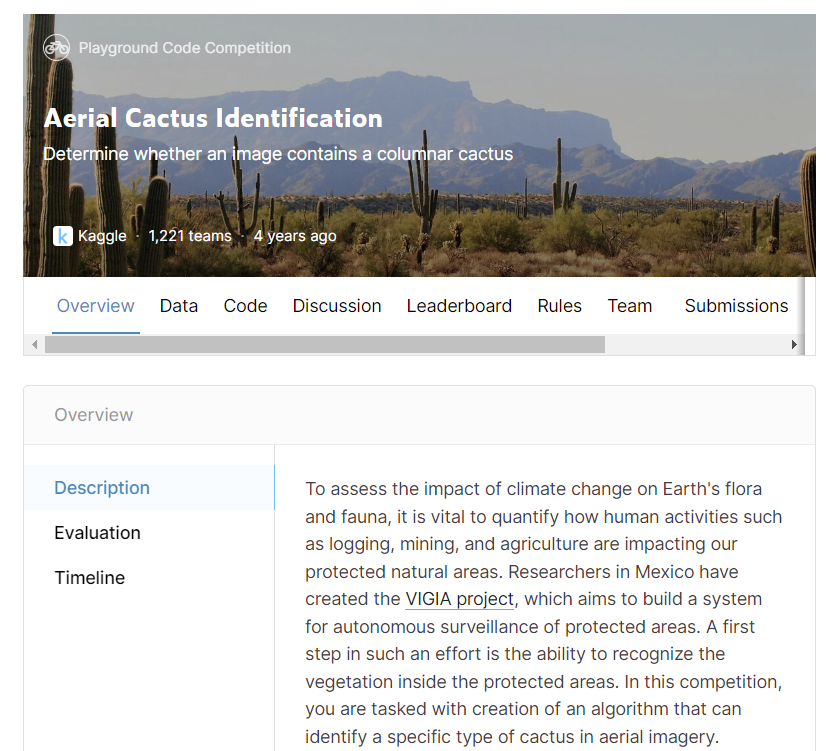 Playground Code Competition
Aerial Cactus Identification
Determine whether an image contains a columnar cactus
k Kaggle · 1,221 teams · 4 years ago
Overview Data Code Discussion Leaderboard Rules Team Submissions
Overview
Description
Evaluation
Timeline
To assess the impact of climate change on Earth's flora
and fauna, it is vital to quantify how human activities such
as logging, mining, and agriculture are impacting our
protected natural areas. Researchers in Mexico have
created the VIGIA project, which aims to build a system
for autonomous surveillance of protected areas. A first
step in such an effort is the ability to recognize the
vegetation inside the protected areas. In this competition,
you are tasked with creation of an algorithm that can
identify a specific type of cactus in aerial imagery.